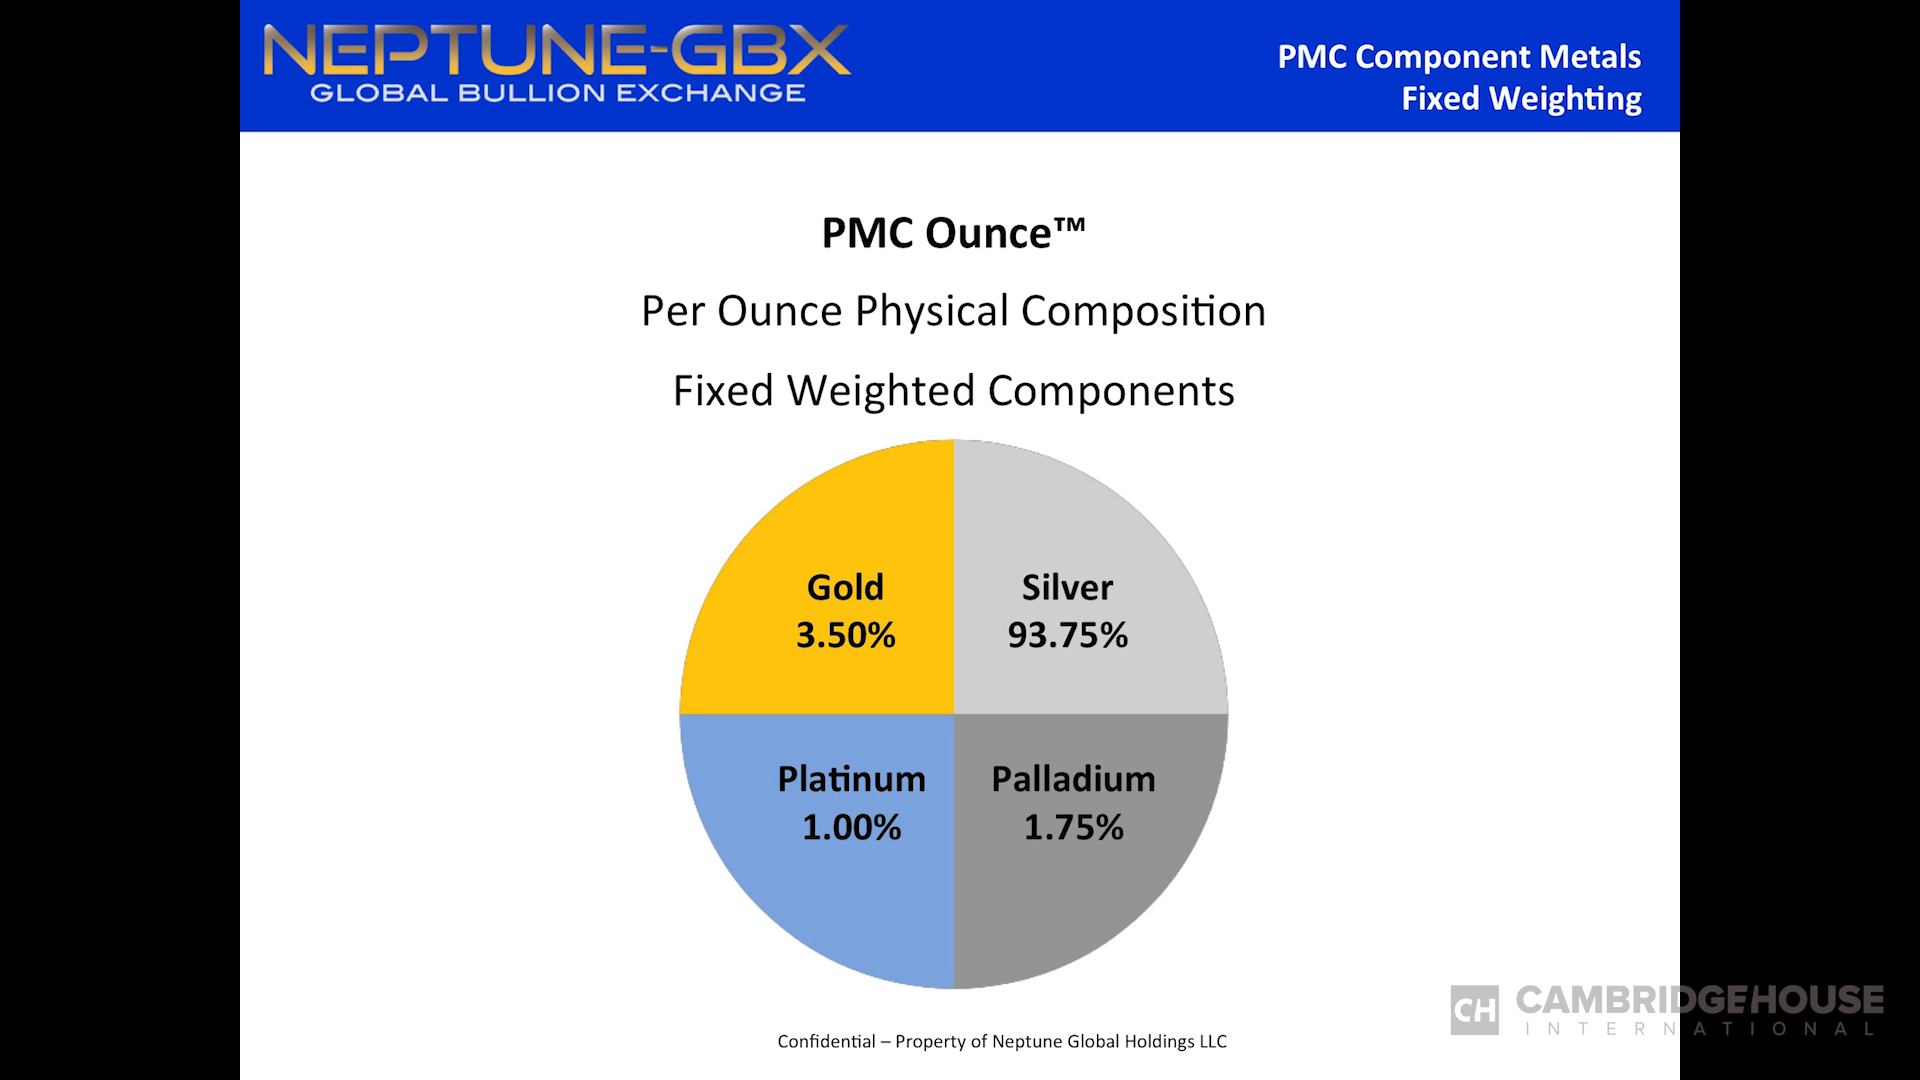 NEPTUNE-GBX
GLOBAL BULLION EXCHANGE
PMC Component Metals
Fixed Weighting
PMC Ounce™
Per Ounce Physical Composition
Fixed Weighted Components
Gold
3.50%
Silver
93.75%
Platinum
1.00%
Palladium
1.75%
Confidential – Property of Neptune Global Holdings LLC
CH CAMBRIDGEHOUSE
INTERNATIONAL